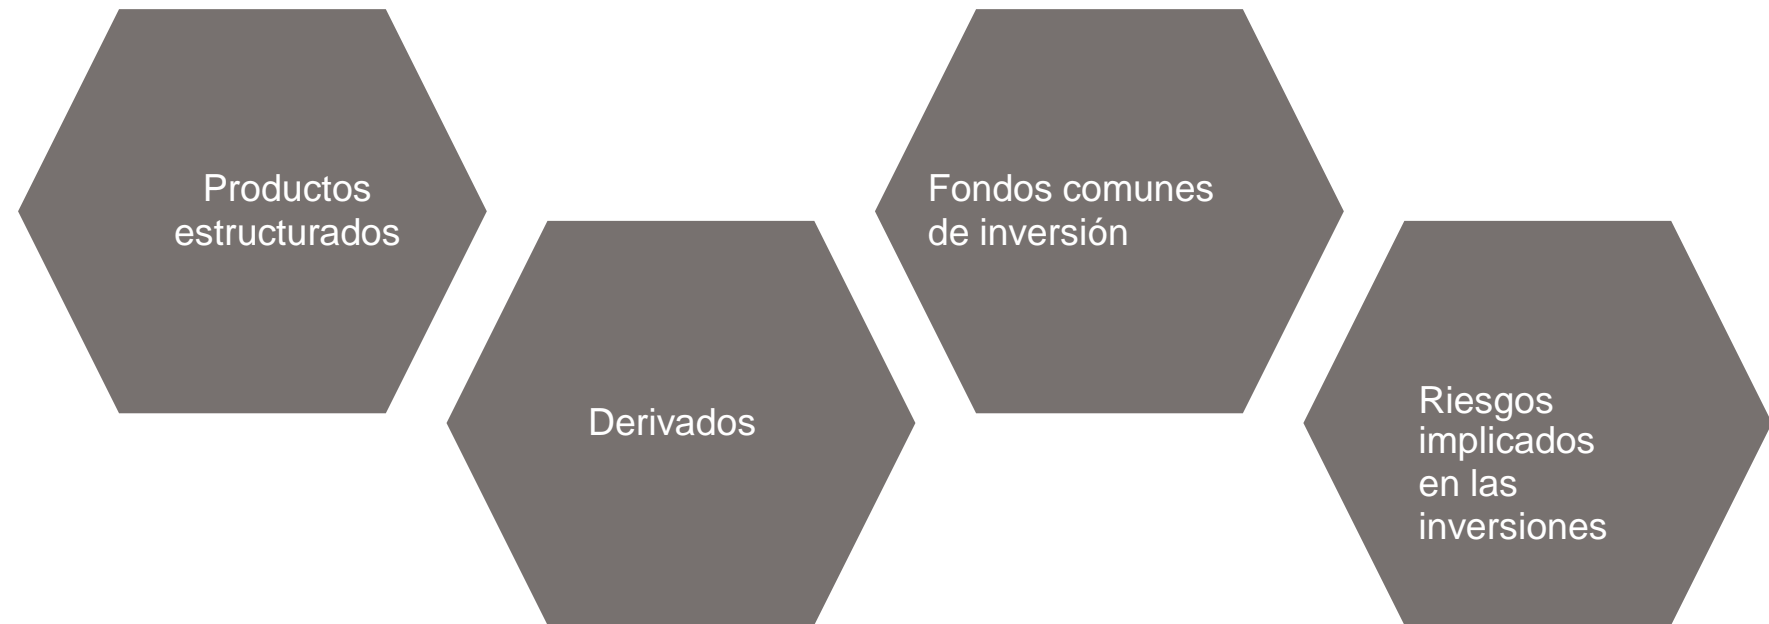 Productos
estructurados
Derivados
Fondos comunes
de inversión
Riesgos
implicados
en las
inversiones